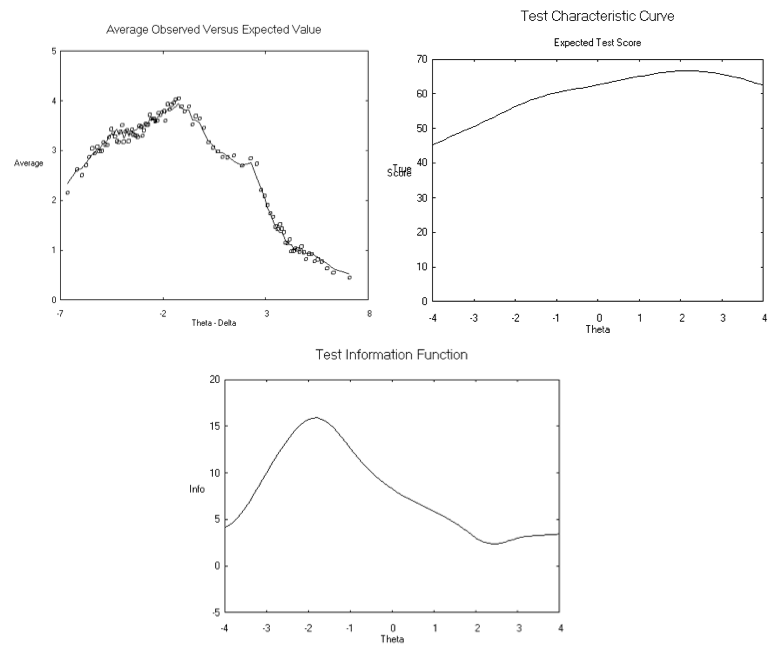 Average Observed Versus Expected Value
5
4
3
2
1
0
Average
-7 -2 3 8
Theta - Delta
Test Characteristic Curve
Expected Test Score
70
60
50
40
30
20
10
0
True
Score
-4 -3 -2 -1 0 1 2 3 4
Theta
Test Information Function
20
15
10
5
0
-5
Info
-4 -3 -2 -1 0 1 2 3 4
Theta